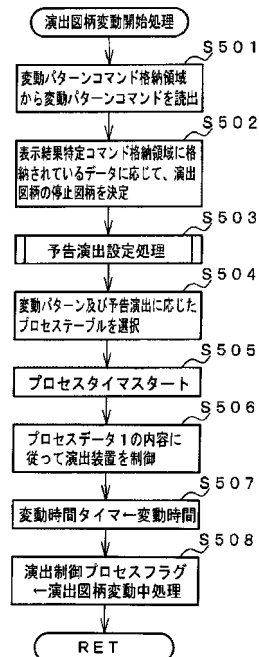 演出図柄変動開始処理
S501
変動パターンコマンド格納領域
から変動パターンコマンドを読出
S502
表示結果特定コマンド格納領域に格
納されているデータに応じて、演出
図柄の停止図柄を決定
S503
予告演出設定処理
S504
変動パターン及び予告演出に応じた
プロセステーブルを選択
S505
プロセスタイマスタート
S506
プロセスデータ1の内容に
従って演出装置を制御
S507
変動時間タイマ←変動時間
S508
演出制御プロセスフラグ
←演出図柄変動中処理
RET